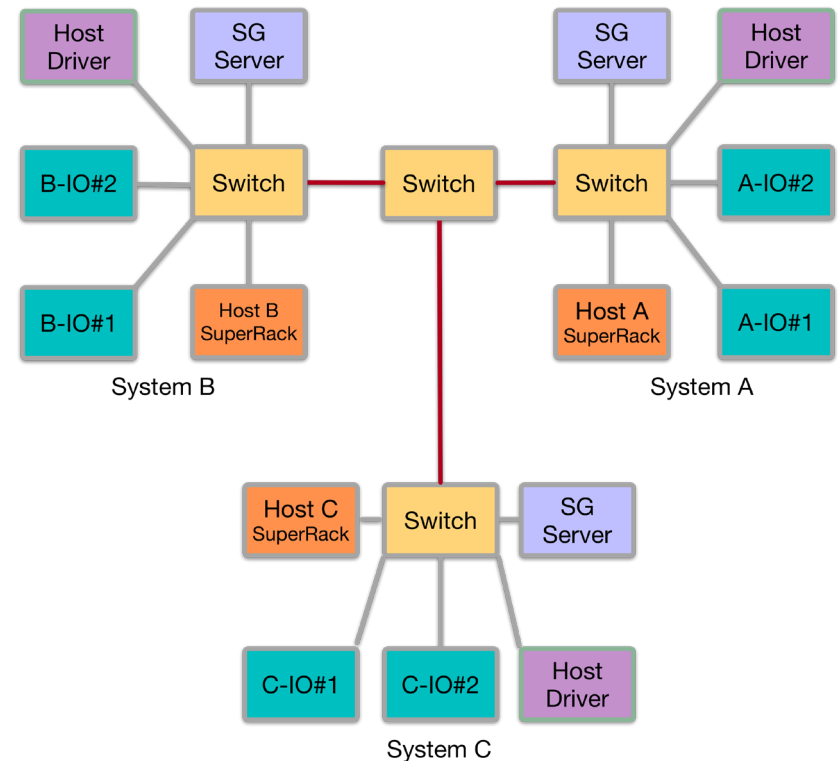 Host
Driver
SG
Server
SG
Server
Host
Driver
B-IO#2
Switch
Switch
Switch
A-IO#2
B-IO#1
Host B
SuperRack
Host A
SuperRack
A-IO#1
System B
System A
Host C
SuperRack
Switch
SG
Server
C-IO#1
C-IO#2
Host
Driver
System C